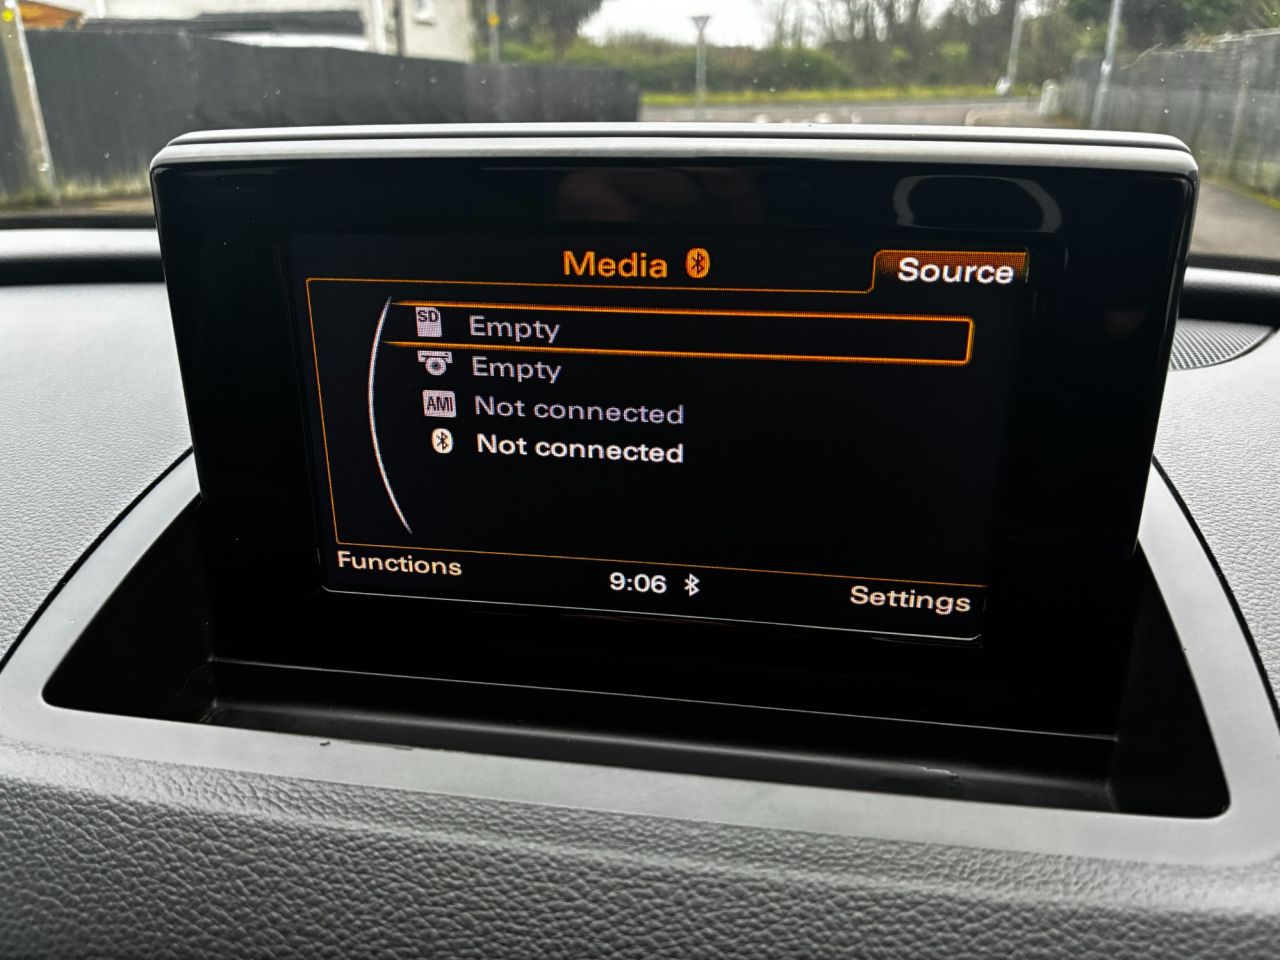 Media
Source
SD Empty
Empty
AMI Not connected
Not connected
Functions
9:06
Settings